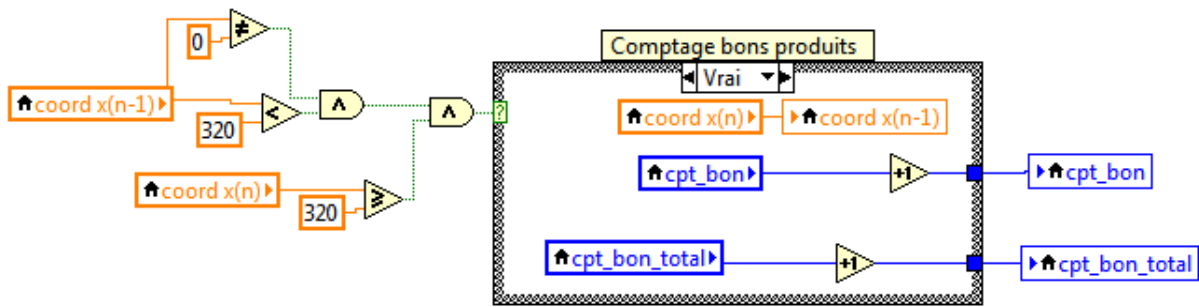 ≠
0
coord x(n-1)
<
320
∧
∧
coord x(n)
≥
320
Comptage bons produits
Vrai
?
coord x(n)
coord x(n-1)
cpt_bon
+1
cpt_bon
cpt_bon_total
+1
cpt_bon_total